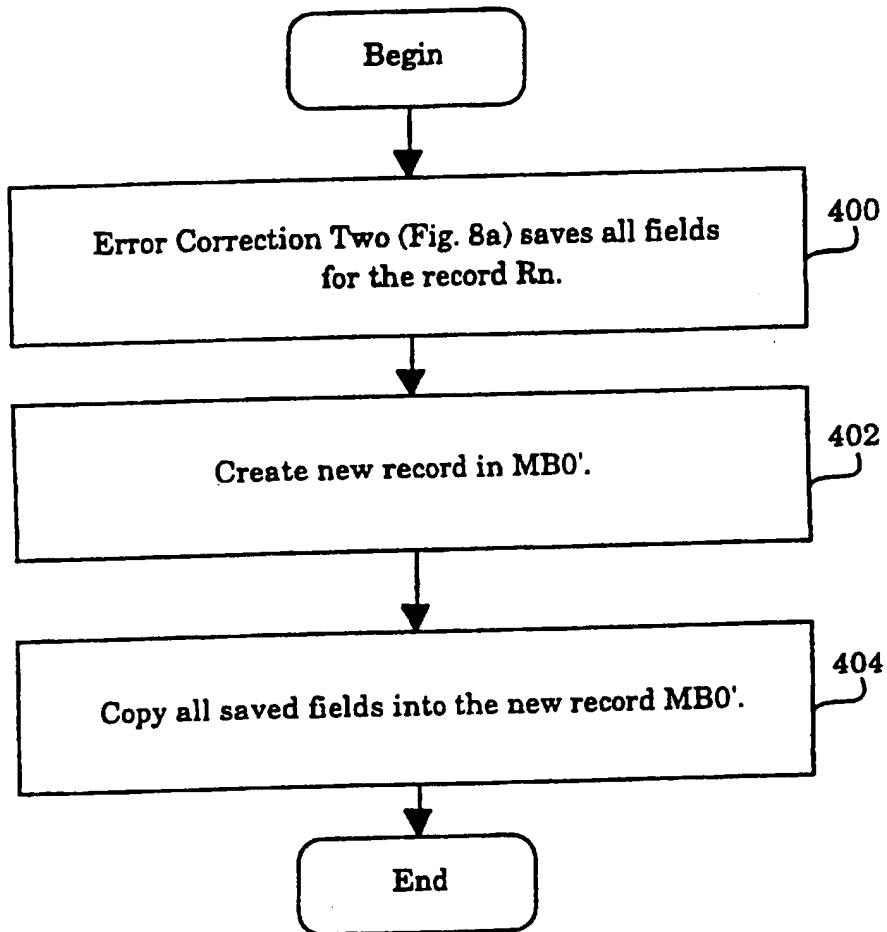 Begin
Error Correction Two (Fig. 8a) saves all fields
for the record Rn.
400
Create new record in MB0'.
402
Copy all saved fields into the new record MB0'.
404
End